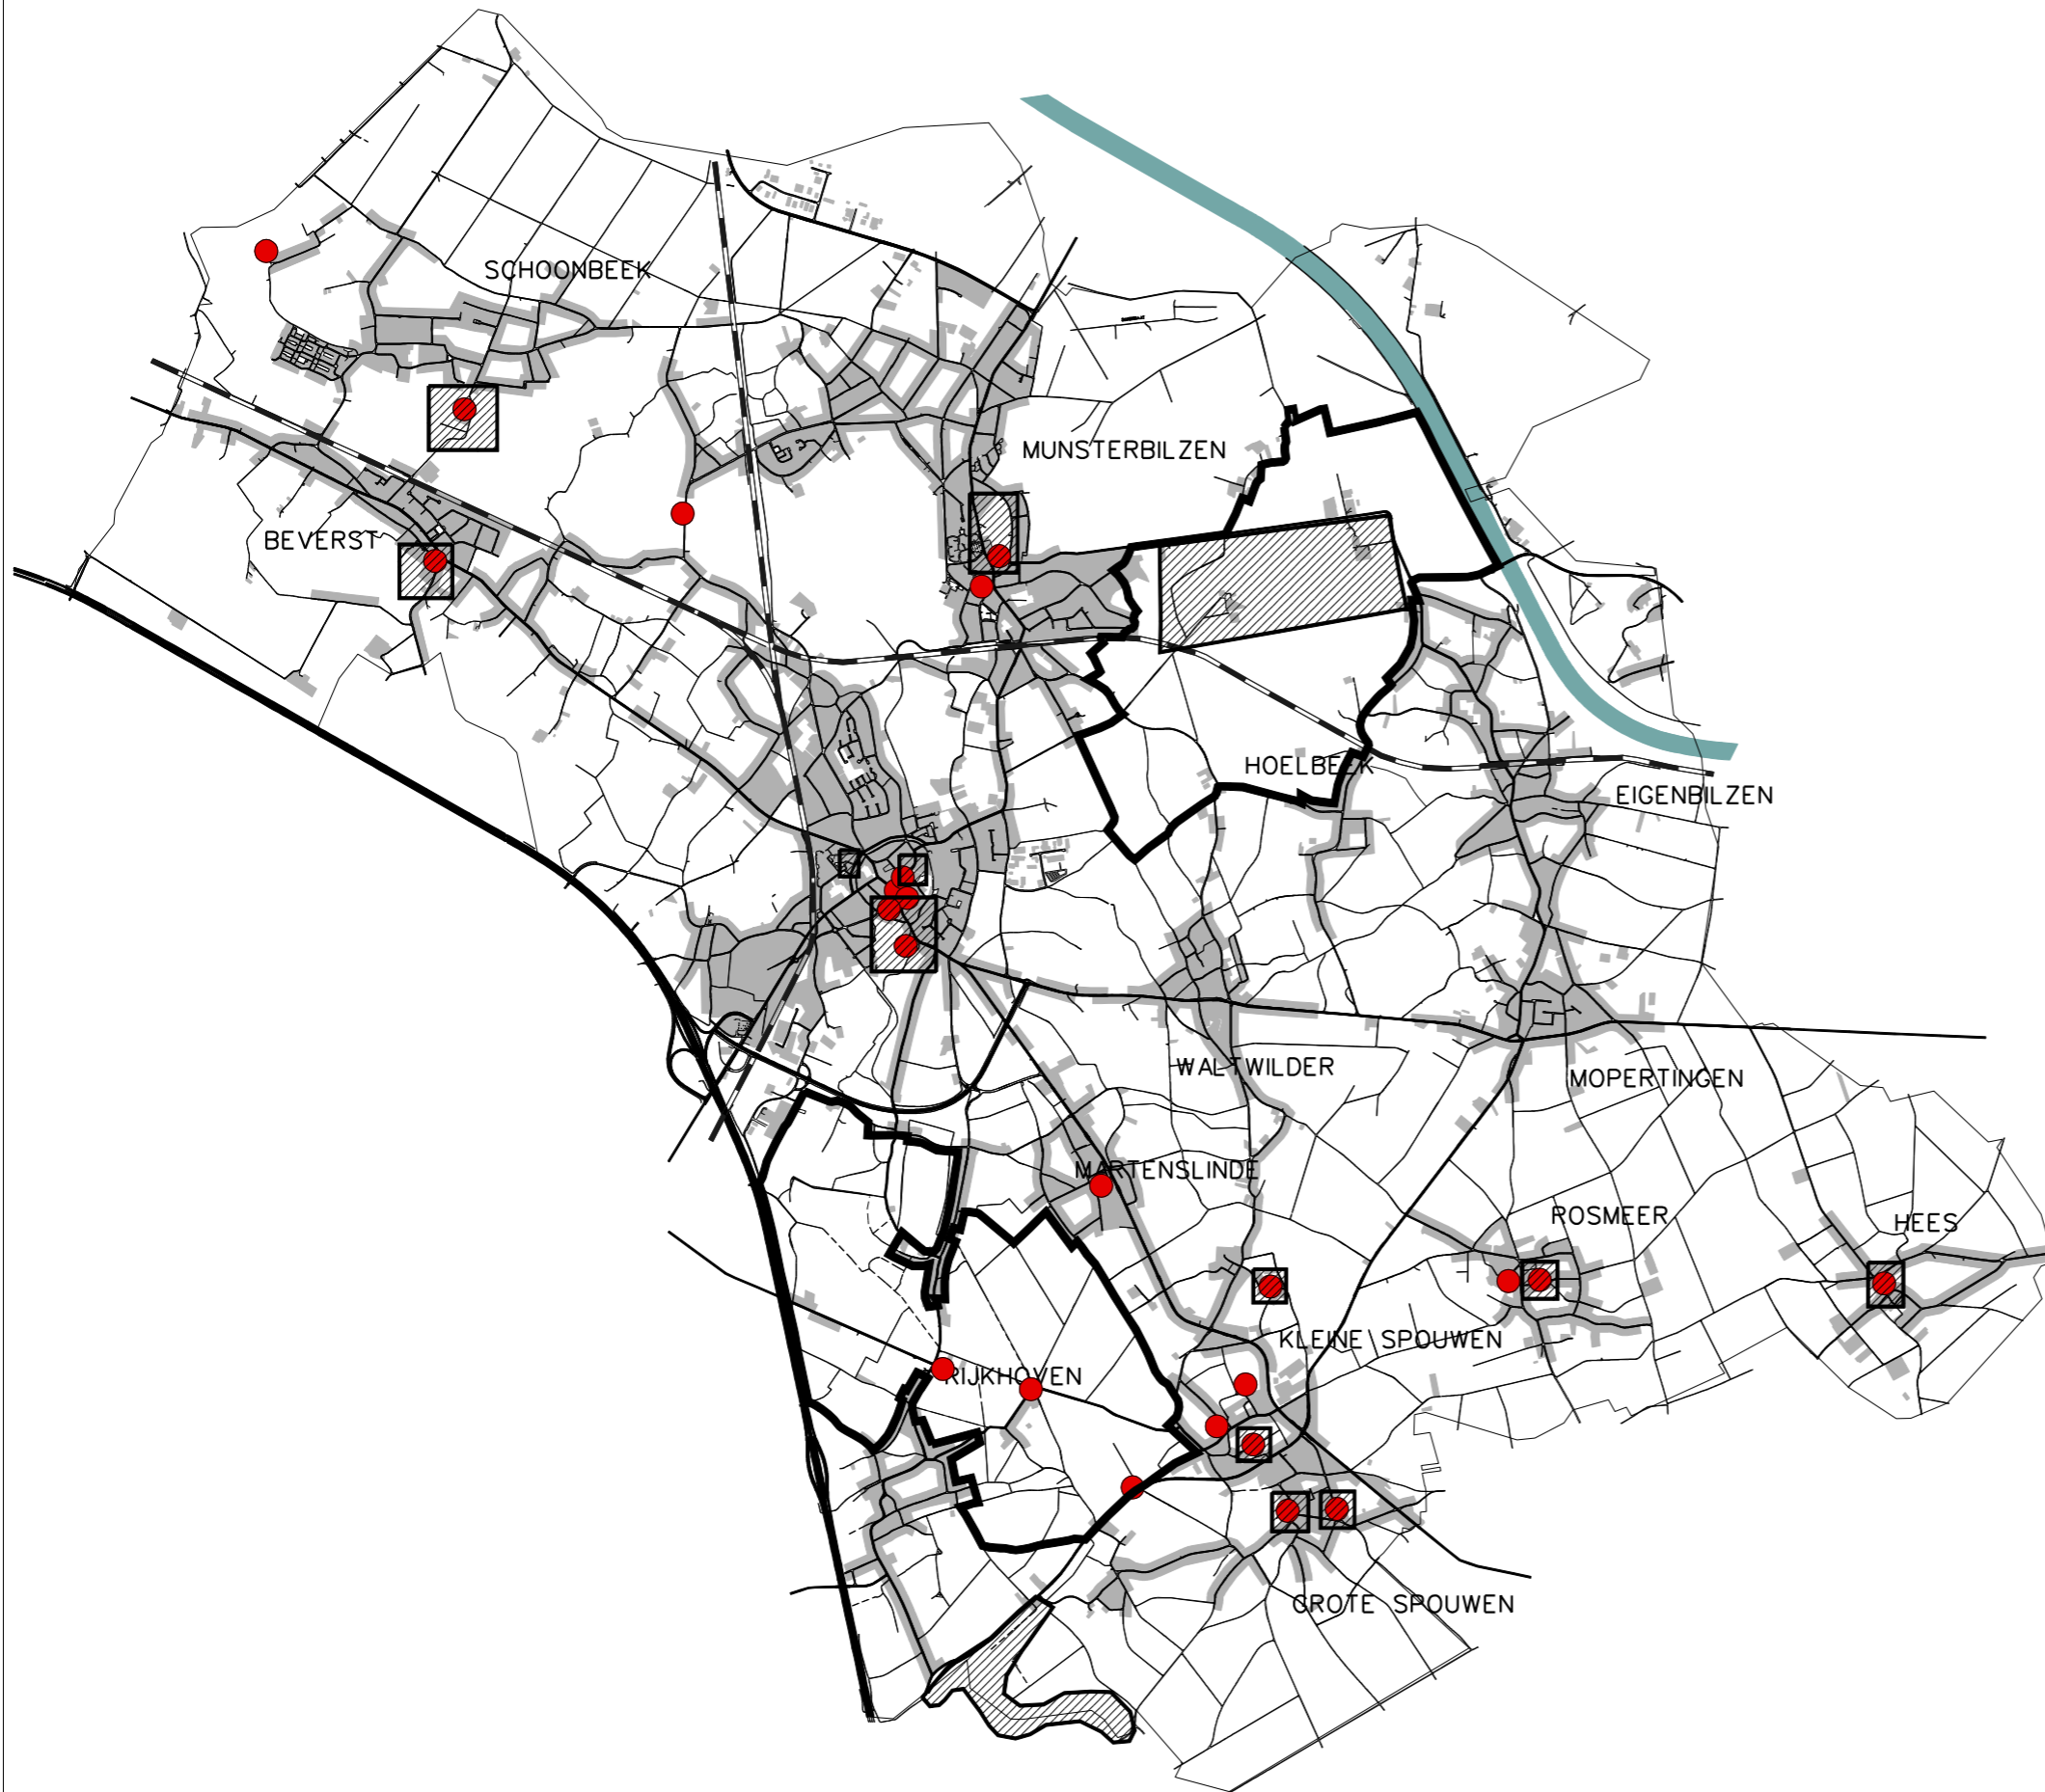 SCHOONBEEK
MUNSTERBILZEN
BEVERST
HOELBEEK
EIGENBILZEN
WALTWILDER
MOPERTINGEN
MARTENSLINDE
ROSMEER
HEES
KLEINE SPOUWEN
RIJKHOVEN
GROTE SPOUWEN